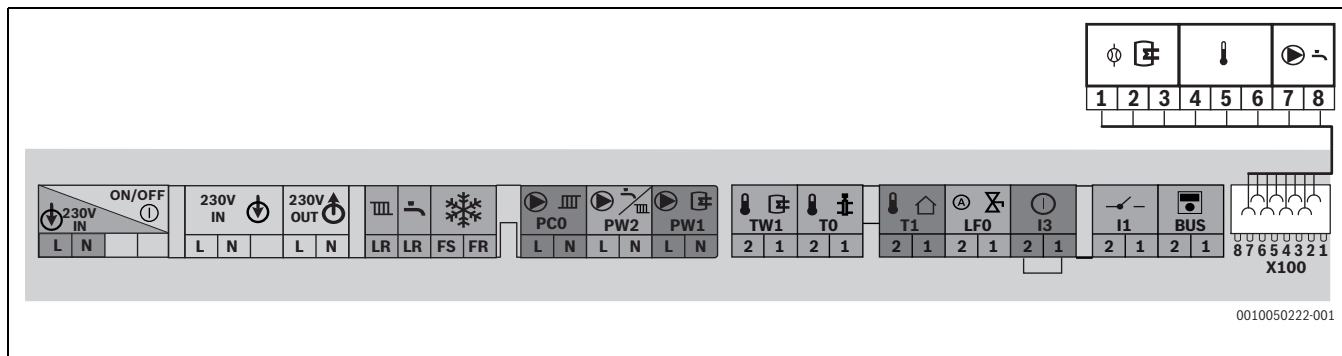 1 2 3 4 5 6 7 8
ON/OFF
230V IN
L N
230V IN
L N
230V OUT
L N
LR LR FS FR
PC0
L N
PW2
L N
PW1
L N
TW1
2 1
T0
2 1
T1
2 1
A
LF0
2 1
I3
2 1
I1
2 1
BUS
2 1
8 7 6 5 4 3 2 1
X100
0010050222-001